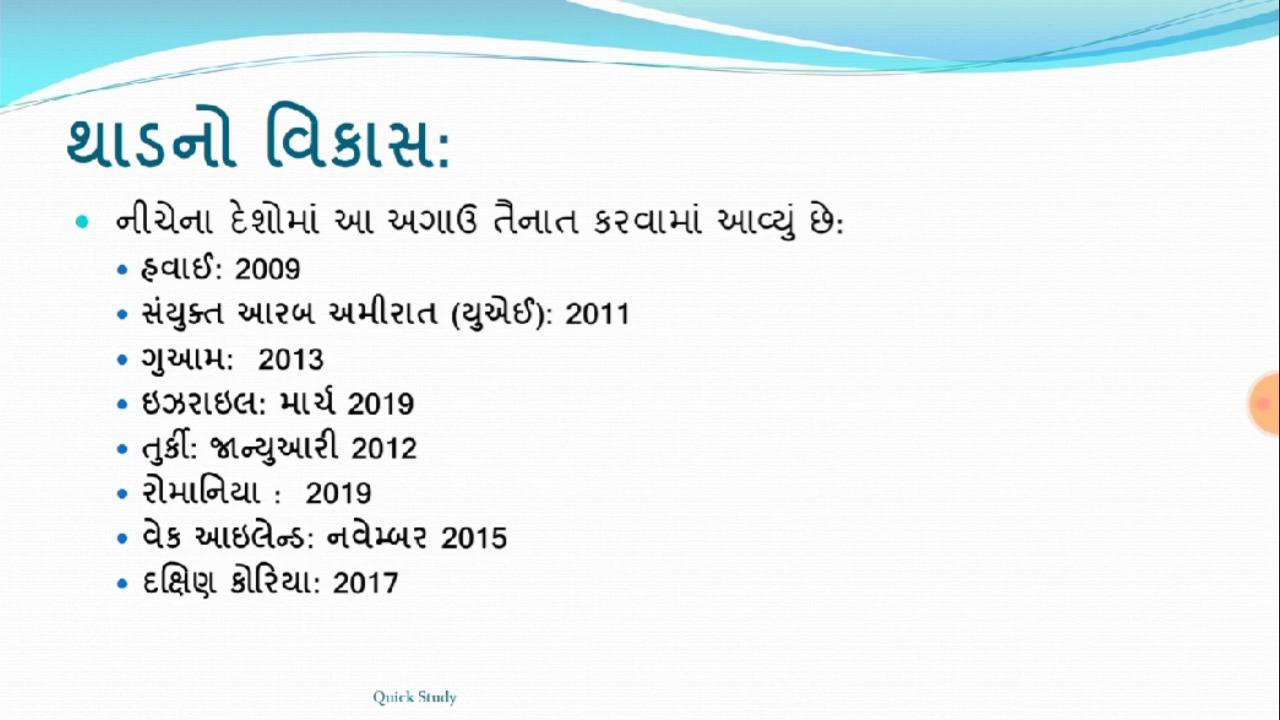 થાડનો વિકાસ:
નીચેના દેશોમાં આ અગાઉ તૈનાત કરવામાં આવ્યું છે:
હવાઈ: 2009
સંયુક્ત આરબ અમીરાત (યુએઈ): 2011
ગુઆમ: 2013
ઇઝરાઇલ: માર્ચ 2019
તુર્કી: જાન્યુઆરી 2012
રોમાનિયા : 2019
વેક આઇલેન્ડ: નવેમ્બર 2015
દક્ષિણ કોરિયા: 2017
Quick Study